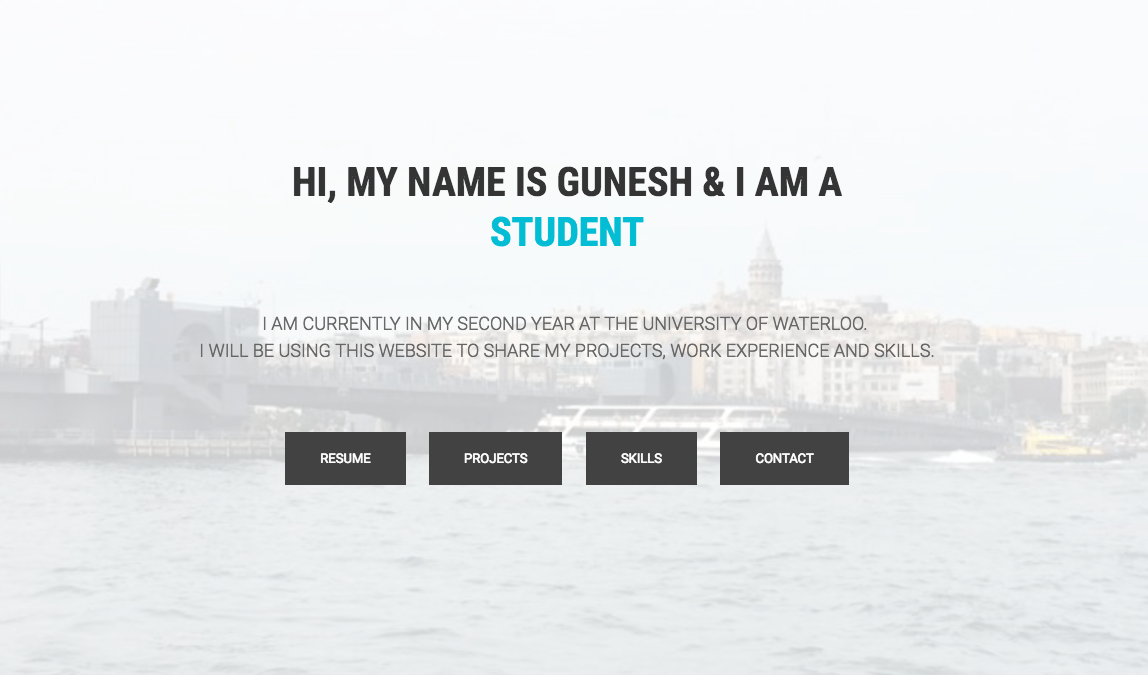 HI, MY NAME IS GUNESH & I AM A
STUDENT
I AM CURRENTLY IN MY SECOND YEAR AT THE UNIVERSITY OF WATERLOO.
I WILL BE USING THIS WEBSITE TO SHARE MY PROJECTS, WORK EXPERIENCE AND SKILLS.
RESUME
PROJECTS
SKILLS
CONTACT